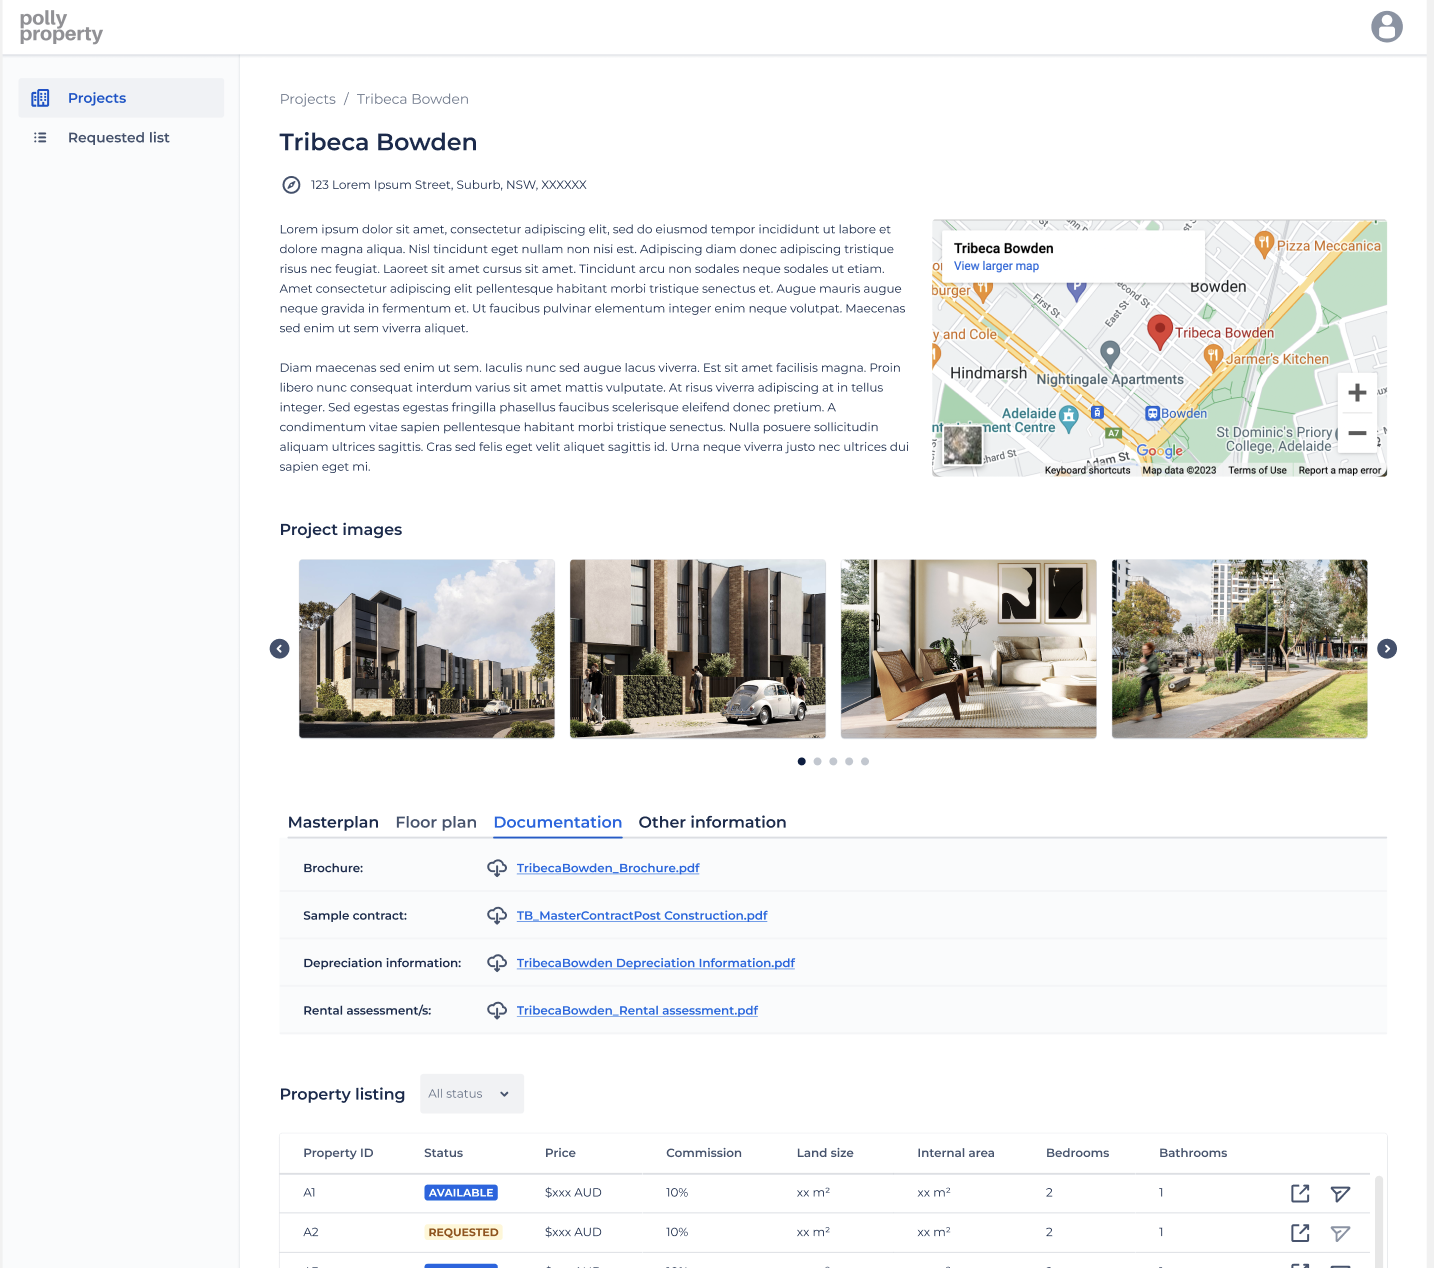 polly
property
Projects
Requested list
Projects / Tribeca Bowden
Tribeca Bowden
123 Lorem Ipsum Street, Suburb, NSW, XXXXXX
Lorem ipsum dolor sit amet, consectetur adipiscing elit, sed do eiusmod tempor incididunt ut labore et
dolore magna aliqua. Nisl tincidunt eget nullam non nisi est. Adipiscing diam donec adipiscing tristique
risus nec feugiat. Laoreet sit amet cursus sit amet. Tincidunt arcu non sodales neque sodales ut etiam.
Amet consectetur adipiscing elit pellentesque habitant morbi tristique senectus et. Augue mauris augue
neque gravida in fermentum et. Ut faucibus pulvinar elementum integer enim neque volutpat. Maecenas
sed enim ut sem viverra aliquet.
Diam maecenas sed enim ut sem. Iaculis nunc sed augue lacus viverra. Est sit amet facilisis magna. Proin
libero nunc consequat interdum varius sit amet mattis vulputate. At risus viverra adipiscing at in tellus
integer. Sed egestas egestas fringilla phasellus faucibus scelerisque eleifend donec pretium. A
condimentum vitae sapien pellentesque habitant morbi tristique senectus. Nulla posuere sollicitudin
aliquam ultrices sagittis. Cras sed felis eget velit aliquet sagittis id. Urna neque viverra justo nec ultrices dui
sapien eget mi.
Tribeca Bowden
View larger map
Pizza Meccanica
burger
P
Bowden
First St
econd St
East St
y and Cole
Tribeca Bowden
Jarmer's Kitchen
Hindmarsh
Nightingale Apartments
Adelaide
Entertainment Centre
Bowden
A7
St Dominic's Priory
College, Adelaide
Google
Adam St
chard St
Keyboard shortcuts Map data ©2023 Terms of Use Report a map error
Project images
Masterplan Floor plan Documentation Other information
Brochure: TribecaBowden_Brochure.pdf
Sample contract: TB_MasterContractPost Construction.pdf
Depreciation information: TribecaBowden Depreciation Information.pdf
Rental assessment/s: TribecaBowden_Rental assessment.pdf
Property listing All status
Property ID Status Price Commission Land size Internal area Bedrooms Bathrooms
A1 AVAILABLE $xxx AUD 10% xx m² xx m² 2 1
A2 REQUESTED $xxx AUD 10% xx m² xx m² 2 1